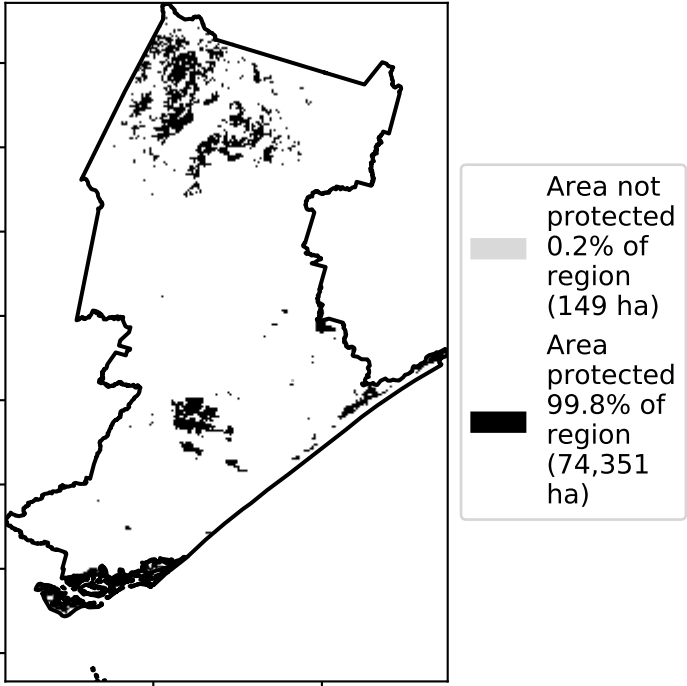 Area not
protected
0.2% of
region
(149 ha)
Area
protected
99.8% of
region
(74,351
ha)